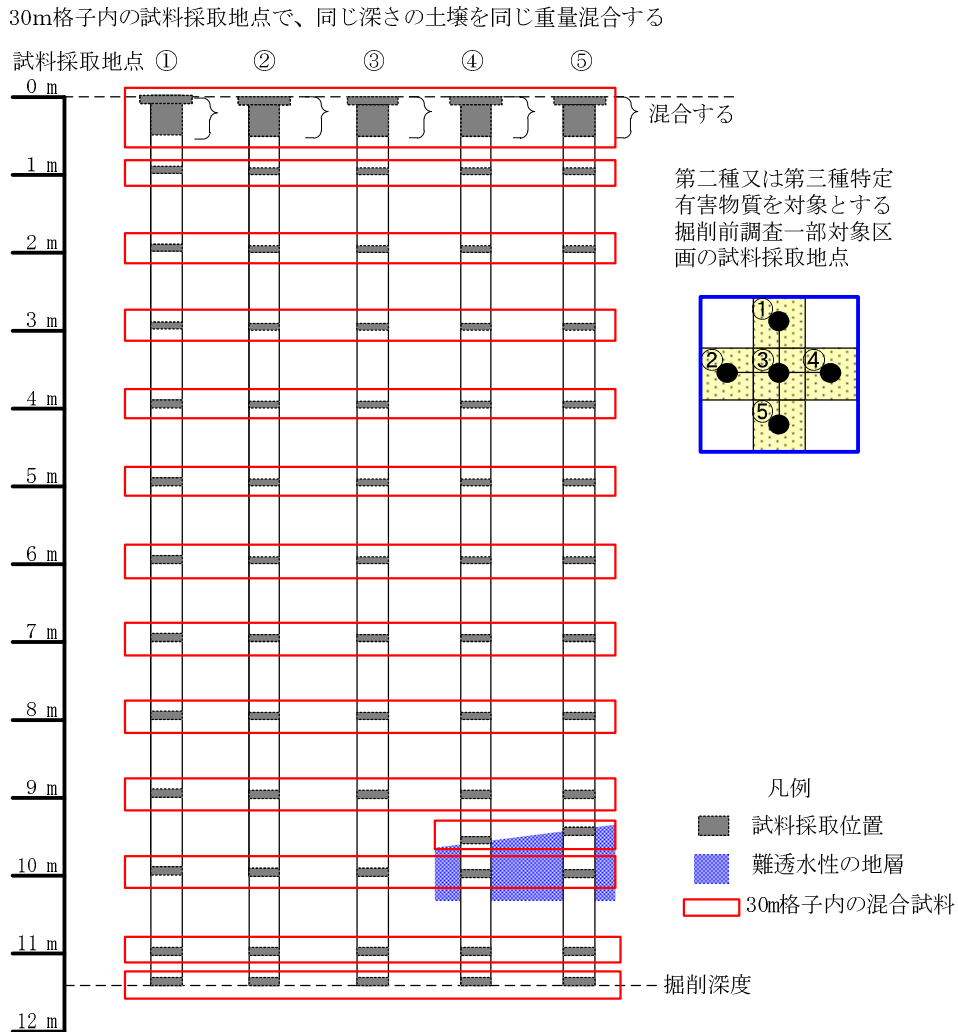 30m格子内の試料採取地点で、同じ深さの土壌を同じ重量混合する
試料採取地点 ① ② ③ ④ ⑤
0 m
混合する
1 m
第二種又は第三種特定
有害物質を対象とする
掘削前調査一部対象区
画の試料採取地点
2 m
3 m
①
② ③ ④
⑤
4 m
5 m
6 m
7 m
8 m
9 m
凡例
試料採取位置
難透水性の地層
30m格子内の混合試料
10 m
11 m
掘削深度
12 m